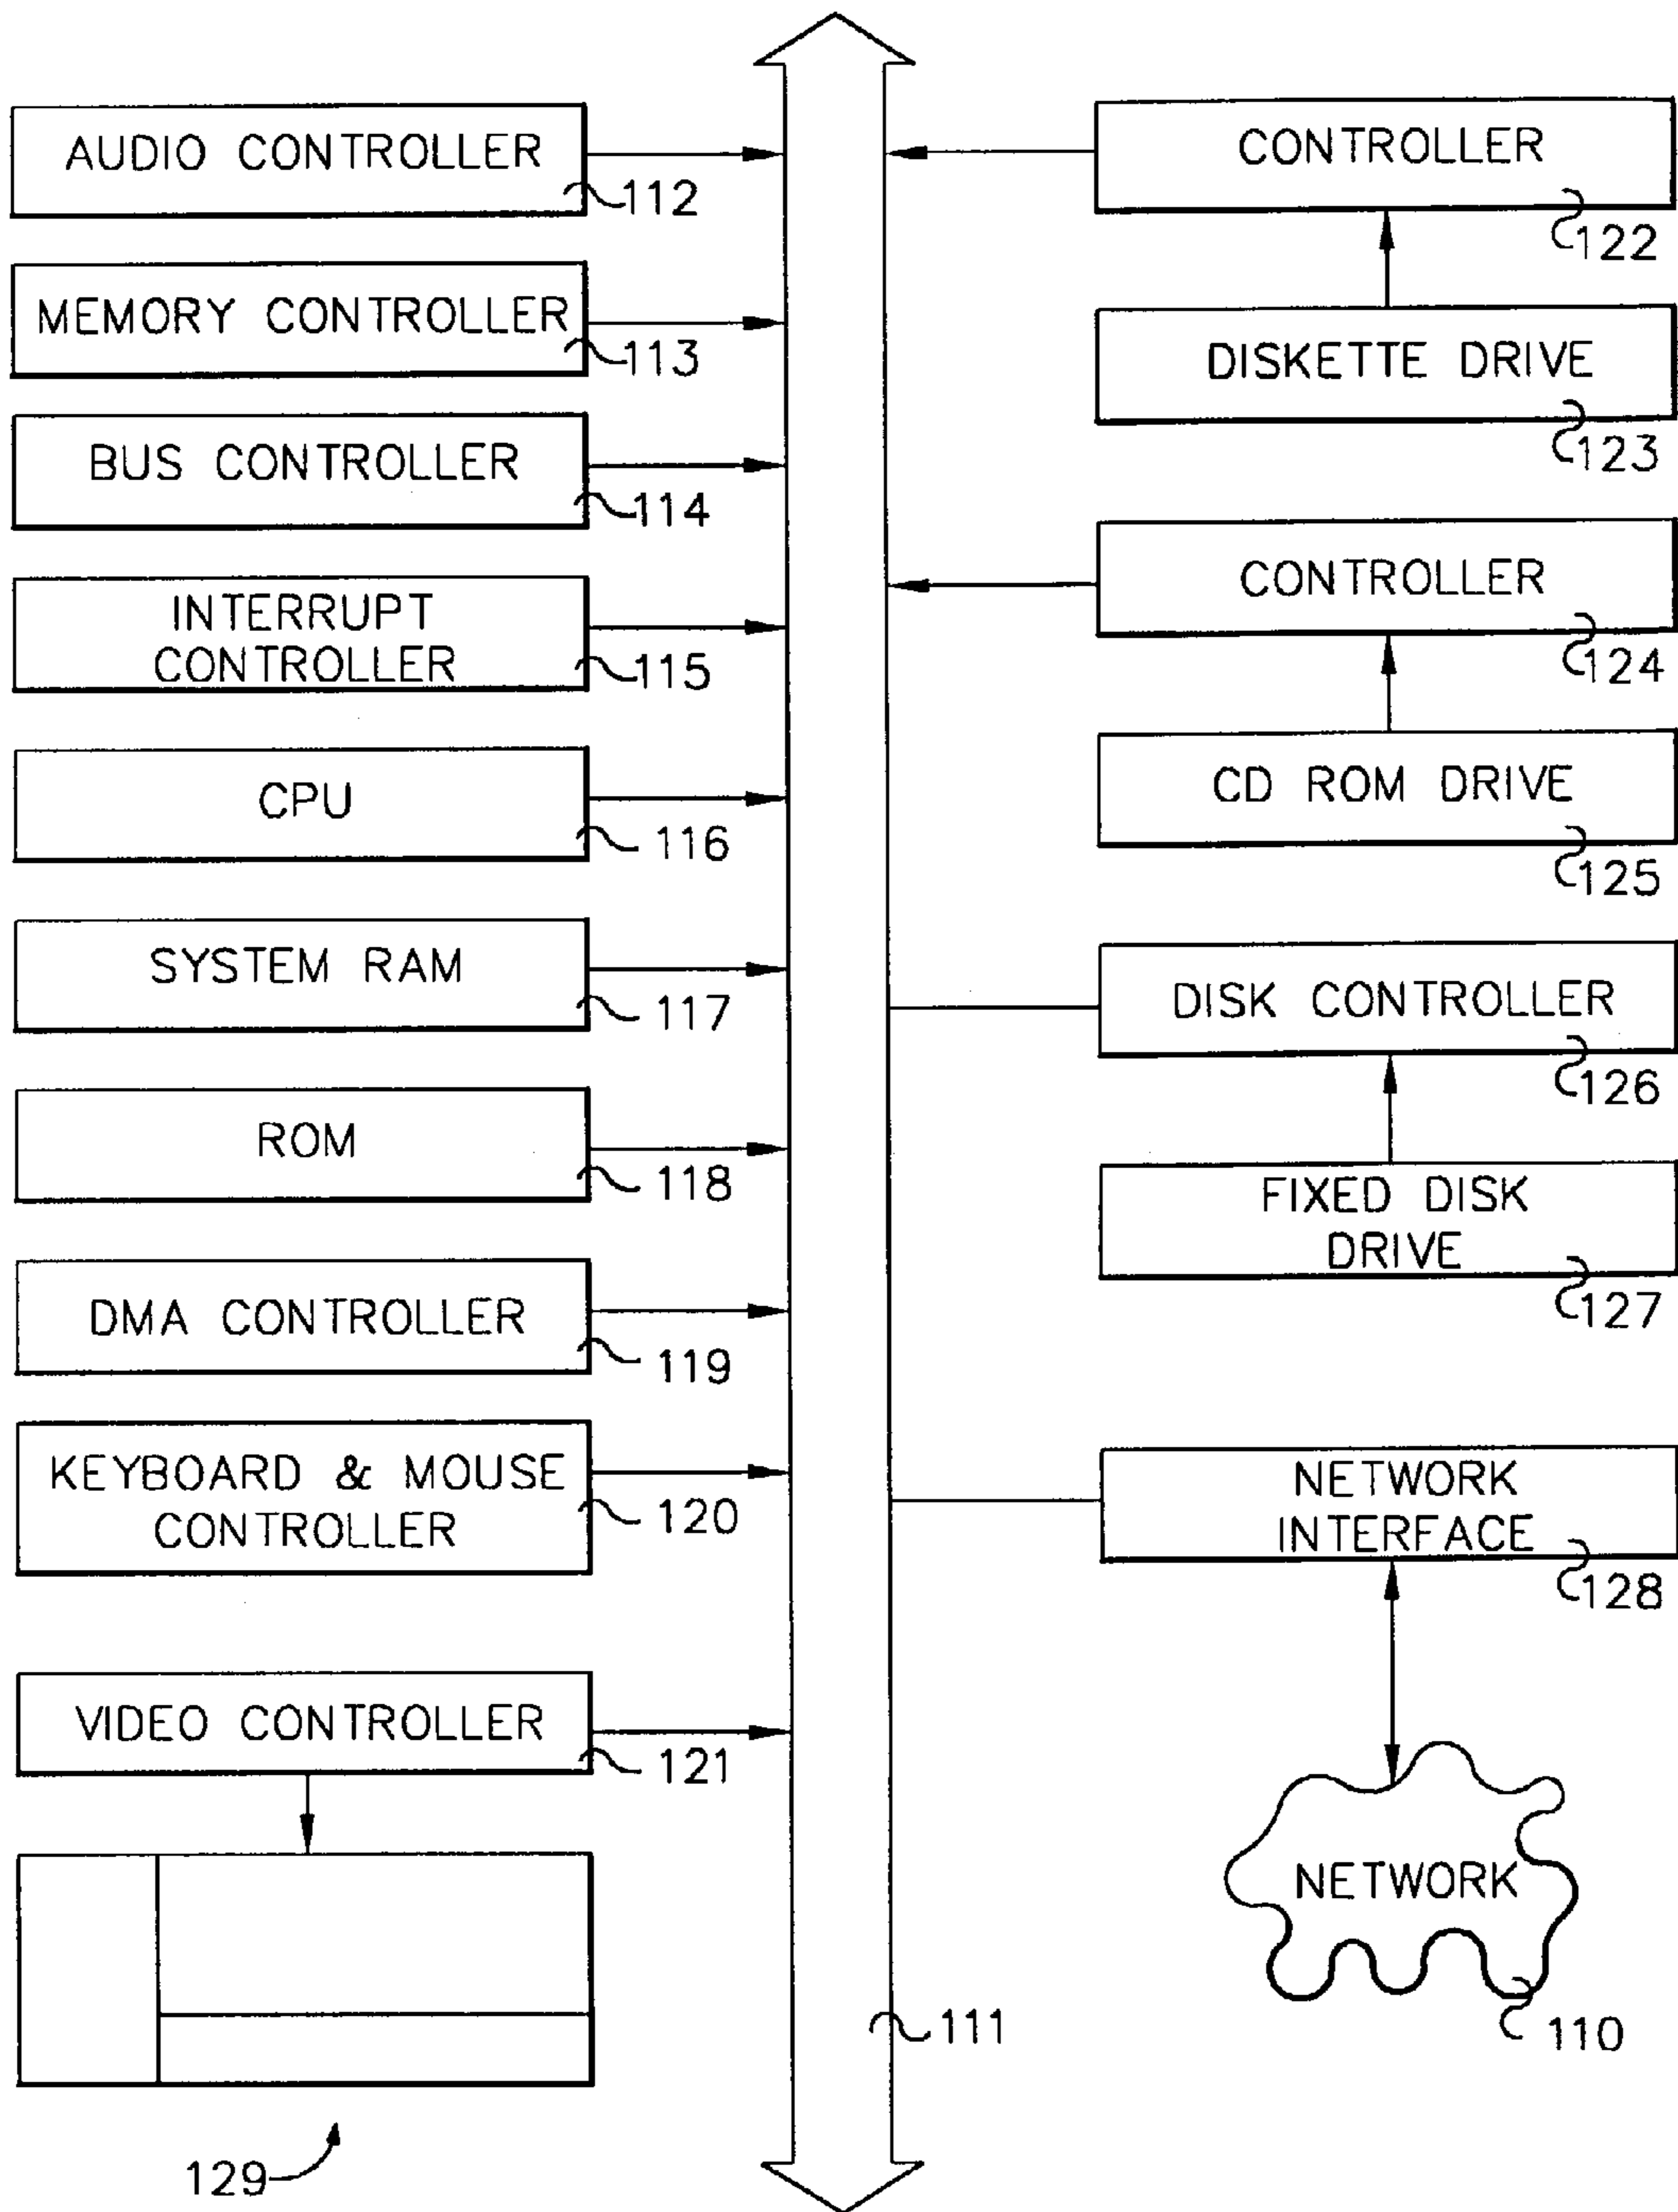 AUDIO CONTROLLER
112
MEMORY CONTROLLER
113
BUS CONTROLLER
114
INTERRUPT
CONTROLLER
115
CPU
116
SYSTEM RAM
117
ROM
118
DMA CONTROLLER
119
KEYBOARD & MOUSE
CONTROLLER
120
VIDEO CONTROLLER
121
129
111
CONTROLLER
122
DISKETTE DRIVE
123
CONTROLLER
124
CD ROM DRIVE
125
DISK CONTROLLER
126
FIXED DISK
DRIVE
127
NETWORK
INTERFACE
128
NETWORK
110